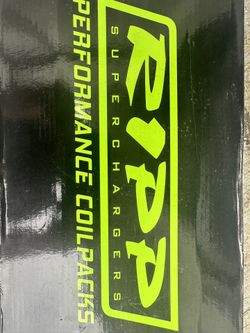 RIPP
SUPERCHARGERS
PERFORMANCE COILPACKS